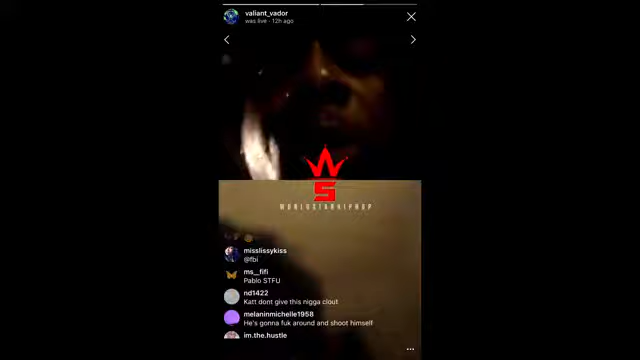 valiant_vador
was live · 12h ago
WORLDSTARHIPHOP
misslissykiss
@fbi
ms__fifi
Pablo STFU
nd1422
Katt dont give this nigga clout
melaninmichelle1958
He's gonna fuk around and shoot himself
im.the.hustle